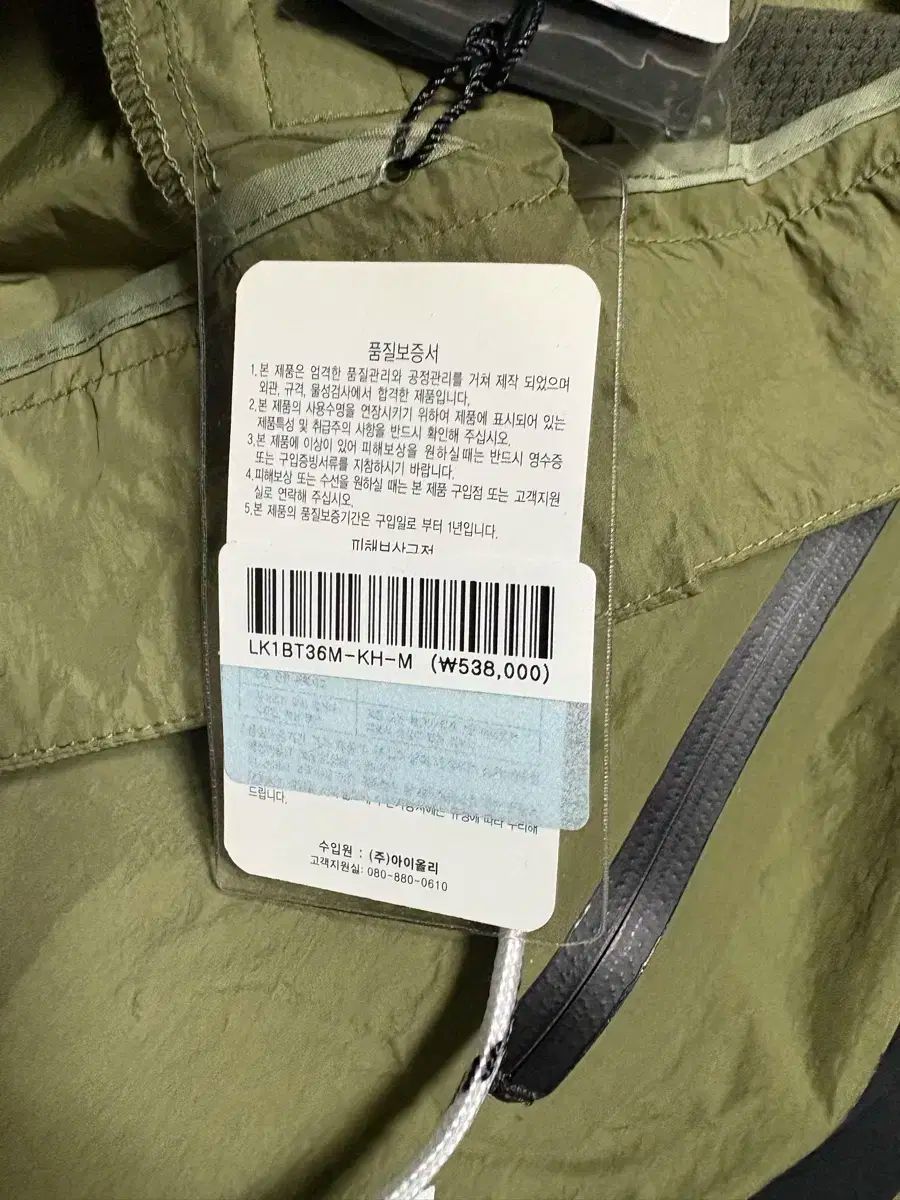 품질보증서
1.본 제품은 엄격한 품질관리와 공정관리를 거쳐 제작 되었으며
외관, 규격, 물성검사에서 합격한 제품입니다.
2.본 제품의 사용수명을 연장시키기 위하여 제품에 표시되어 있는
제품특성 및 취급주의 사항을 반드시 확인해 주십시오.
3.본 제품에 이상이 있어 피해보상을 원하실때는 반드시 영수증
또는 구입증빙서류를 지참하시기 바랍니다.
4.피해보상 또는 수선을 원하실 때는 본 제품 구입점 또는 고객지원
실로 연락해 주십시오.
5.본 제품의 품질보증기간은 구입일로 부터 1년입니다.
피해보상규정
LK1BT36M-KH-M (₩538,000)
드립니다.
수입원 : (주)아이올리
고객지원실: 080-880-0610